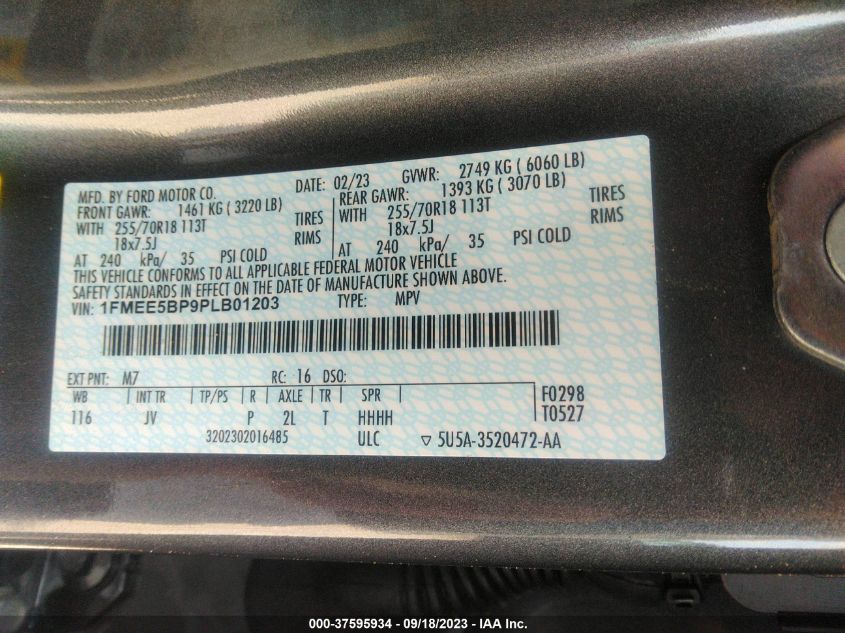 MFD. BY FORD MOTOR CO.
DATE: 02/23 GVWR: 2749 KG ( 6060 LB)
FRONT GAWR: 1461 KG ( 3220 LB) REAR GAWR: 1393 KG ( 3070 LB)
WITH 255/70R18 113T TIRES WITH 255/70R18 113T TIRES
18x7.5J RIMS 18x7.5J RIMS
AT 240 kPa/ 35 PSI COLD AT 240 kPa/ 35 PSI COLD
THIS VEHICLE CONFORMS TO ALL APPLICABLE FEDERAL MOTOR VEHICLE
SAFETY STANDARDS IN EFFECT ON THE DATE OF MANUFACTURE SHOWN ABOVE.
VIN: 1FMEE5BP9PLB01203 TYPE: MPV
EXT PNT: M7 RC: 16 DSO:
WB INT TR TP/PS R AXLE TR SPR F0298
116 JV P 2L T HHHH T0527
3202302016485 ULC ▽ 5U5A-3520472-AA
000-37595934 - 09/18/2023 - IAA Inc.